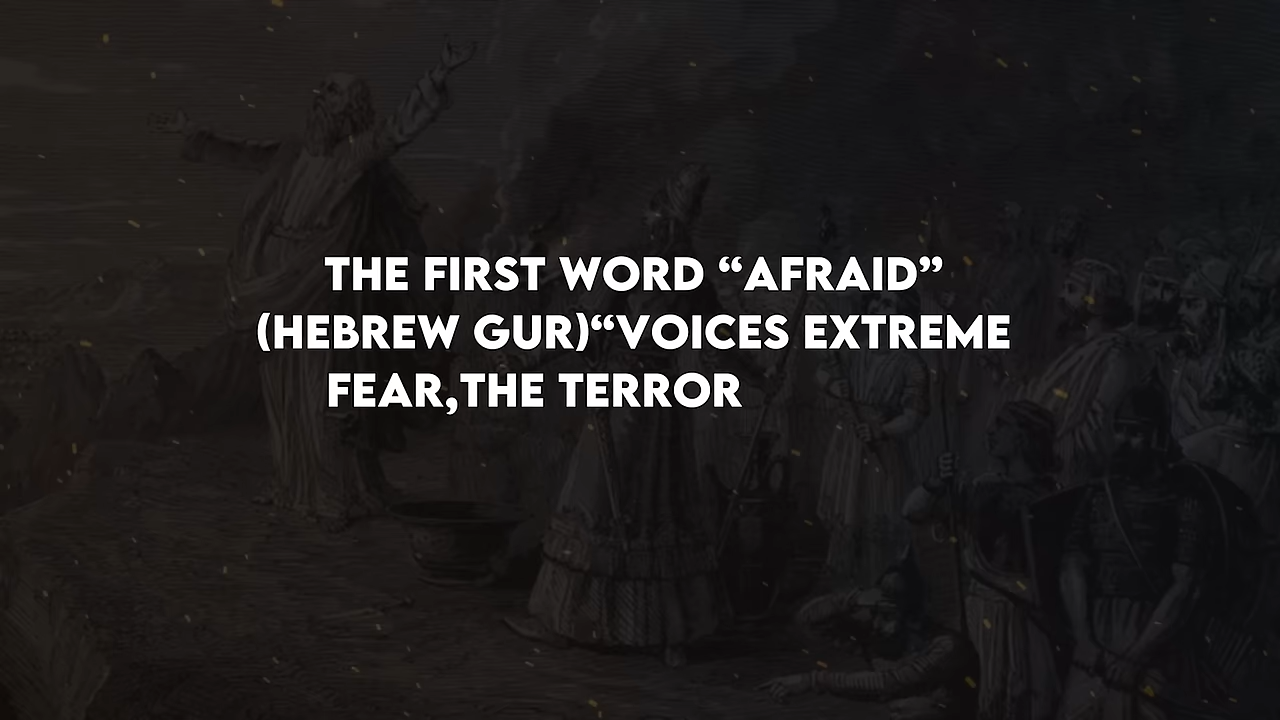 THE FIRST WORD “AFRAID”
(HEBREW GUR)“VOICES EXTREME
FEAR,THE TERROR